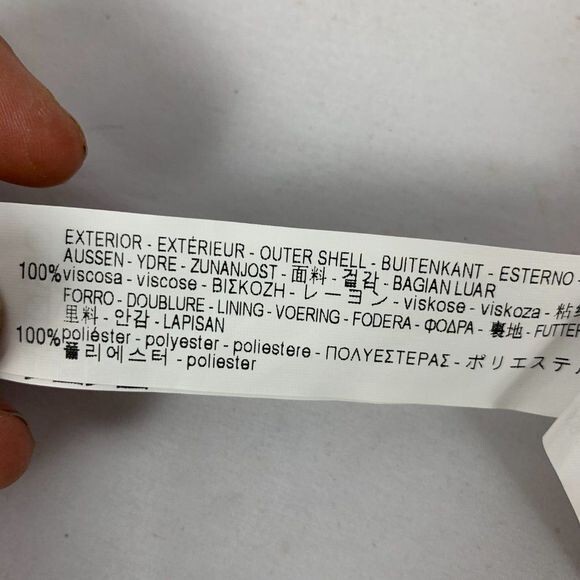 EXTERIOR - EXTÉRIEUR - OUTER SHELL - BUITENKANT - ESTERNO -
AUSSEN - YDRE - ZUNANJOST - 面料 - 겉감 - BAGIAN LUAR
100% viscosa - viscose - ΒΙΣΚΟΖΗ - レーヨン - viskose - viskoza - 粘
FORRO - DOUBLURE - LINING - VOERING - FODERA - ΦΟΔΡΑ - 裏地 - FUTTER
里料 - 안감 - LAPISAN
100% poliéster - polyester - poliestere - ΠΟΛΥΕΣΤΕΡΑΣ - ポリエステル
폴리에스터 - poliester